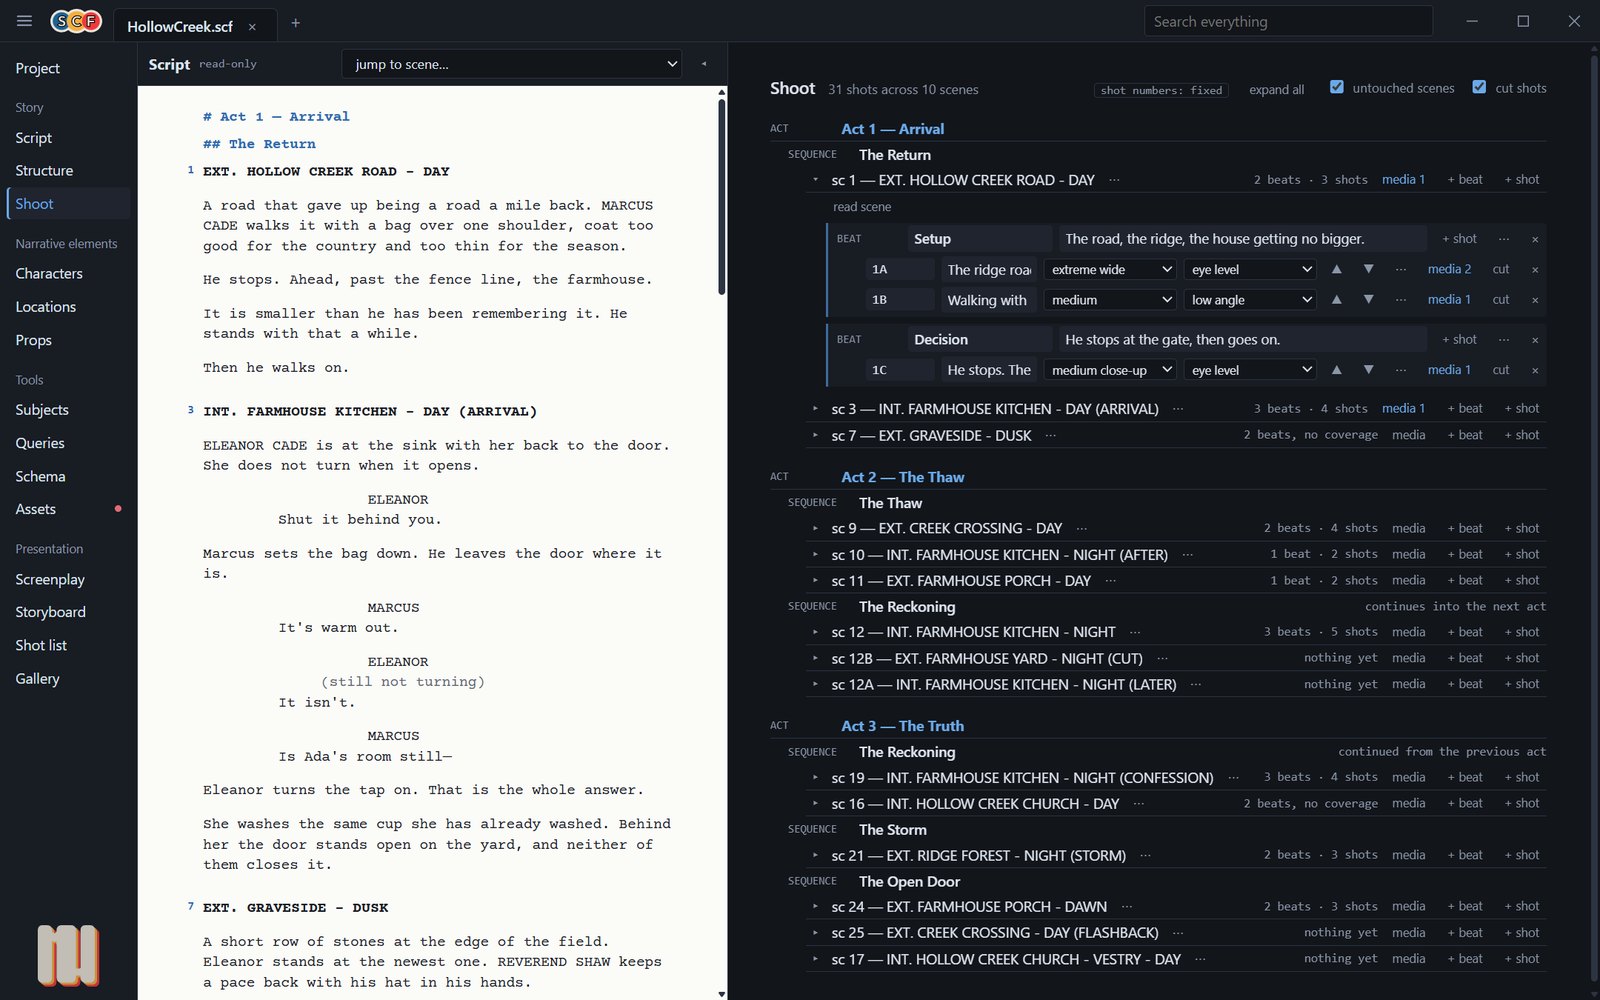 SCF
HollowCreek.scf ×
+
Search everything
Project
Story
Script
Structure
Shoot
Narrative elements
Characters
Locations
Props
Tools
Subjects
Queries
Schema
Assets
Presentation
Screenplay
Storyboard
Shot list
Gallery
Script read-only
jump to scene...
# Act 1 — Arrival
## The Return
1 EXT. HOLLOW CREEK ROAD - DAY
A road that gave up being a road a mile back. MARCUS
CADE walks it with a bag over one shoulder, coat too
good for the country and too thin for the season.
He stops. Ahead, past the fence line, the farmhouse.
It is smaller than he has been remembering it. He
stands with that a while.
Then he walks on.
3 INT. FARMHOUSE KITCHEN - DAY (ARRIVAL)
ELEANOR CADE is at the sink with her back to the door.
She does not turn when it opens.
ELEANOR
Shut it behind you.
Marcus sets the bag down. He leaves the door where it
is.
MARCUS
It's warm out.
ELEANOR
(still not turning)
It isn't.
MARCUS
Is Ada's room still—
Eleanor turns the tap on. That is the whole answer.
She washes the same cup she has already washed. Behind
her the door stands open on the yard, and neither of
them closes it.
7 EXT. GRAVESIDE - DUSK
A short row of stones at the edge of the field.
Eleanor stands at the newest one. REVEREND SHAW keeps
a pace back with his hat in his hands.
Shoot 31 shots across 10 scenes shot numbers: fixed expand all untouched scenes cut shots
ACT Act 1 — Arrival
SEQUENCE The Return
sc 1 — EXT. HOLLOW CREEK ROAD - DAY ··· 2 beats · 3 shots media 1 + beat + shot
read scene
BEAT Setup The road, the ridge, the house getting no bigger. + shot ··· ×
1A The ridge roa extreme wide eye level ▲ ▼ ··· media 2 cut ×
1B Walking with medium low angle ▲ ▼ ··· media 1 cut ×
BEAT Decision He stops at the gate, then goes on. + shot ··· ×
1C He stops. The medium close-up eye level ▲ ▼ ··· media 1 cut ×
sc 3 — INT. FARMHOUSE KITCHEN - DAY (ARRIVAL) ··· 3 beats · 4 shots media 1 + beat + shot
sc 7 — EXT. GRAVESIDE - DUSK ··· 2 beats, no coverage media + beat + shot
ACT Act 2 — The Thaw
SEQUENCE The Thaw
sc 9 — EXT. CREEK CROSSING - DAY ··· 2 beats · 4 shots media + beat + shot
sc 10 — INT. FARMHOUSE KITCHEN - NIGHT (AFTER) ··· 1 beat · 2 shots media + beat + shot
sc 11 — EXT. FARMHOUSE PORCH - DAY ··· 1 beat · 2 shots media + beat + shot
SEQUENCE The Reckoning continues into the next act
sc 12 — INT. FARMHOUSE KITCHEN - NIGHT ··· 3 beats · 5 shots media + beat + shot
sc 12B — EXT. FARMHOUSE YARD - NIGHT (CUT) ··· nothing yet media + beat + shot
sc 12A — INT. FARMHOUSE KITCHEN - NIGHT (LATER) ··· nothing yet media + beat + shot
ACT Act 3 — The Truth
SEQUENCE The Reckoning continued from the previous act
sc 19 — INT. FARMHOUSE KITCHEN - NIGHT (CONFESSION) ··· 3 beats · 4 shots media + beat + shot
sc 16 — INT. HOLLOW CREEK CHURCH - DAY ··· 2 beats, no coverage media + beat + shot
SEQUENCE The Storm
sc 21 — EXT. RIDGE FOREST - NIGHT (STORM) ··· 2 beats · 3 shots media + beat + shot
SEQUENCE The Open Door
sc 24 — EXT. FARMHOUSE PORCH - DAWN ··· 2 beats · 3 shots media + beat + shot
sc 25 — EXT. CREEK CROSSING - DAY (FLASHBACK) ··· nothing yet media + beat + shot
sc 17 — INT. HOLLOW CREEK CHURCH - VESTRY - DAY ··· nothing yet media + beat + shot